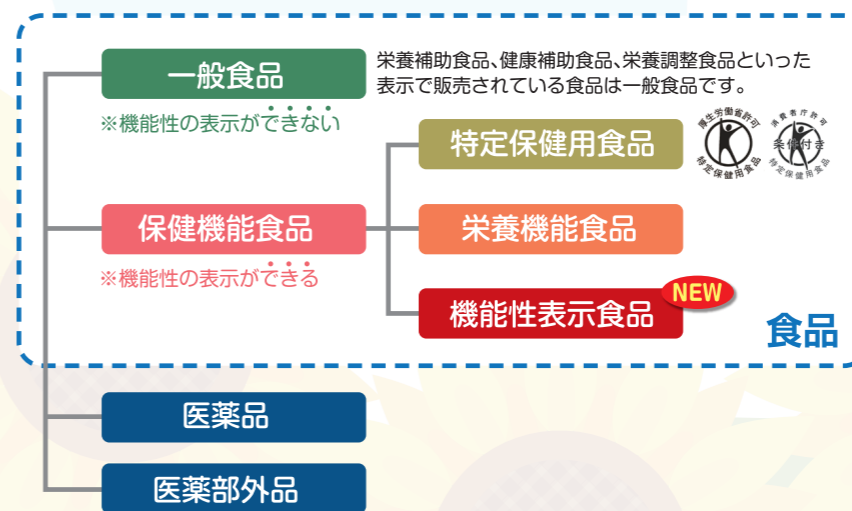 一般食品
栄養補助食品、健康補助食品、栄養調整食品といった
表示で販売されている食品は一般食品です。
※機能性の表示ができない
特定保健用食品
厚生労働省許可
特定保健用食品
消費者庁許可
条件付き
特定保健用食品
保健機能食品
※機能性の表示ができる
栄養機能食品
機能性表示食品
NEW
食品
医薬品
医薬部外品